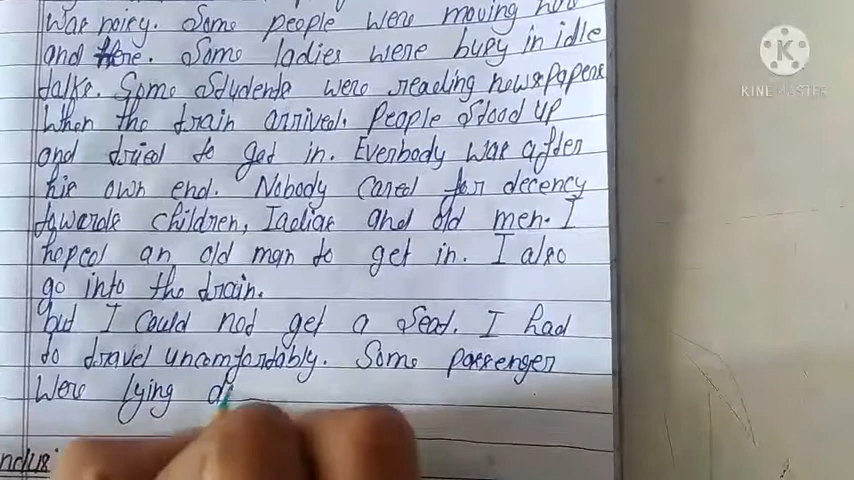 was noisy. Some people were moving
and there. Some ladies were busy in idle
talks. Some students were reading newspapers
When the train arrived. People stood up
and tried to get in. Everbody was after
his own end. Nobody cared for decency
towards children, ladies and old men. I
helped an old man to get in. I also
go into the train.
but I could not get a seat. I had
to travel uncomfortably. Some passenger
were lying
KINEMASTER